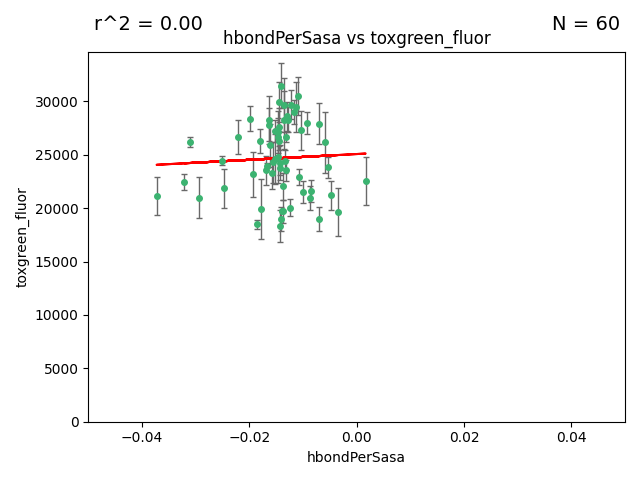 r^2 = 0.00
N = 60
hbondPerSasa vs toxgreen_fluor
toxgreen_fluor
30000
25000
20000
15000
10000
5000
0
−0.04
−0.02
0.00
0.02
0.04
hbondPerSasa